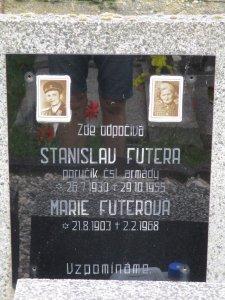 Zde odpočívá
STANISLAV FUTERA
poručík čsl. armády
* 26.7.1930 + 29.10.1955
MARIE FUTEROVÁ
* 21.8.1903 + 2.2.1968
Vzpomínáme.